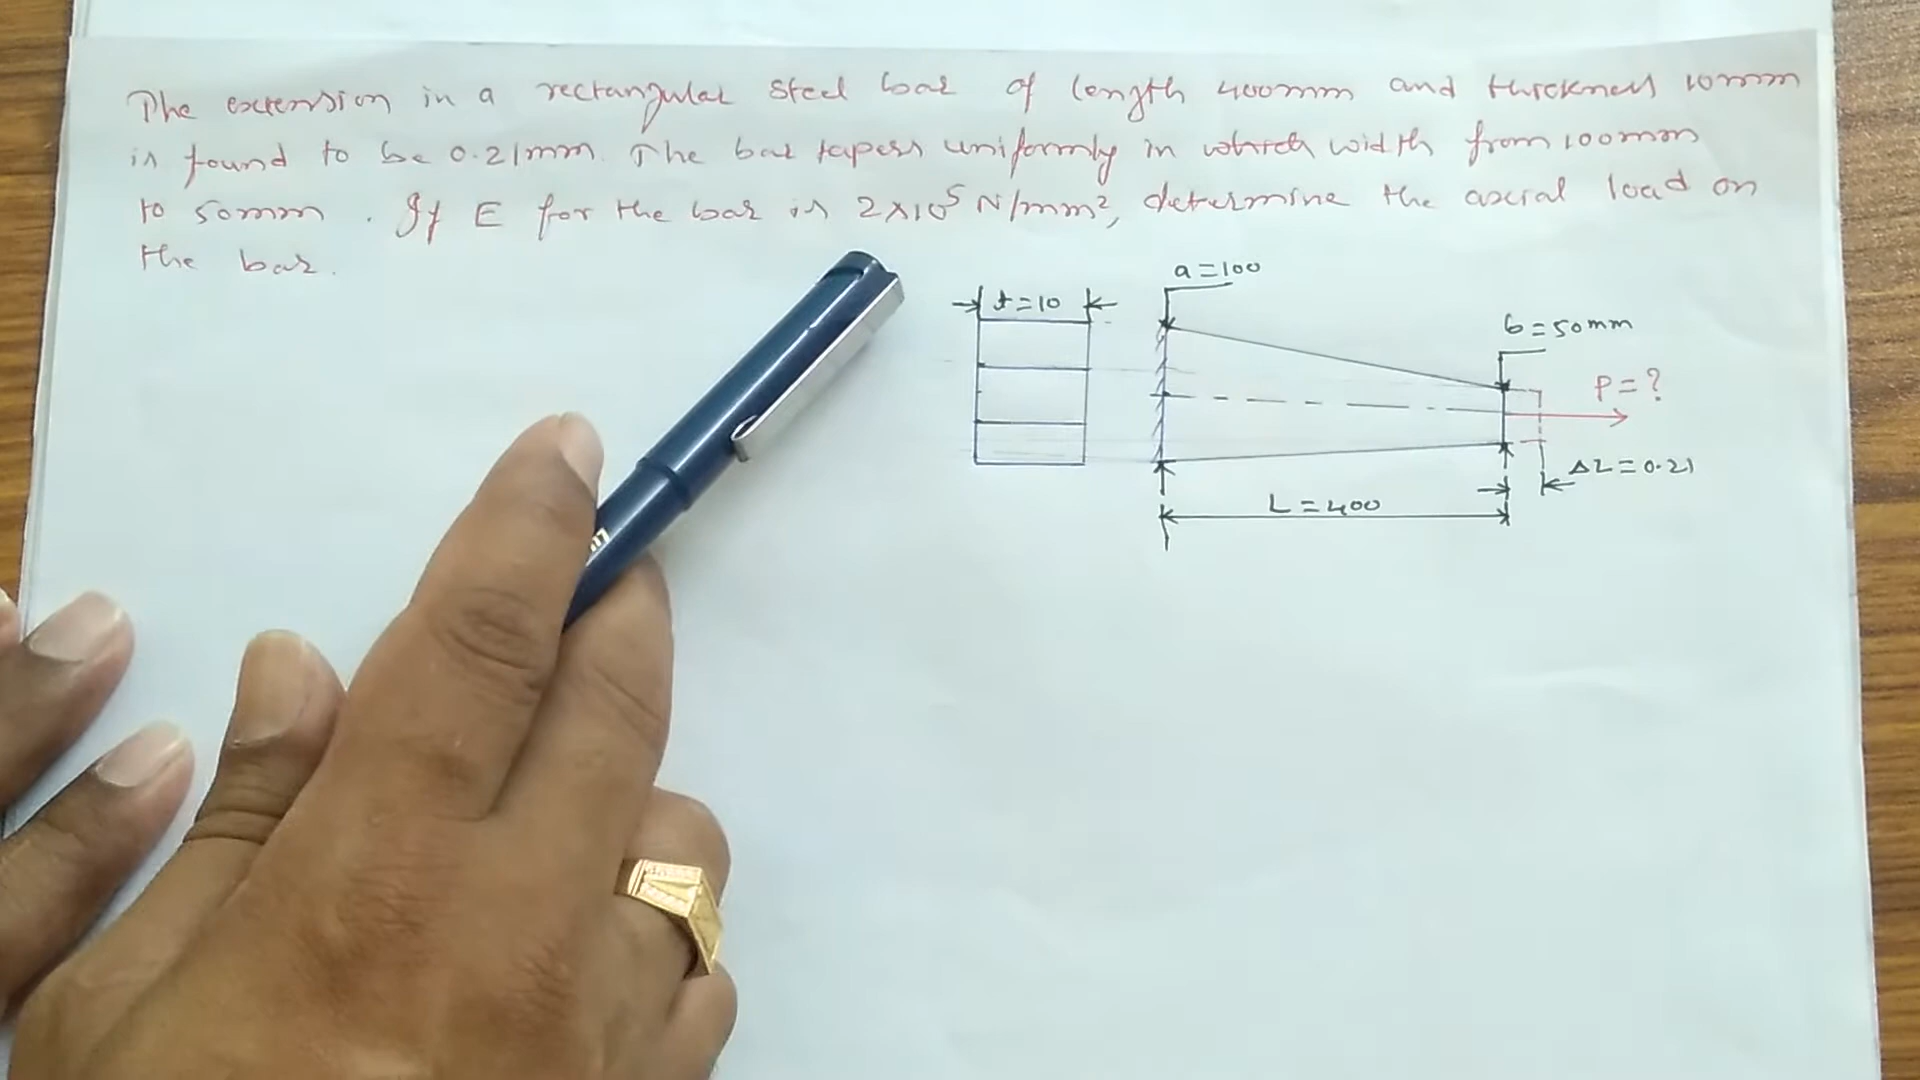 The extension in a rectangular steel bar of length 400mm and thickness 10mm
is found to be 0.21mm. The bar tapers uniformly in which width from 100mm
to 50mm. If E for the bar is 2×10⁵ N/mm², determine the axial load on
the bar.
a=100
t=10
b=50mm
P=?
ΔL=0.21
L=400